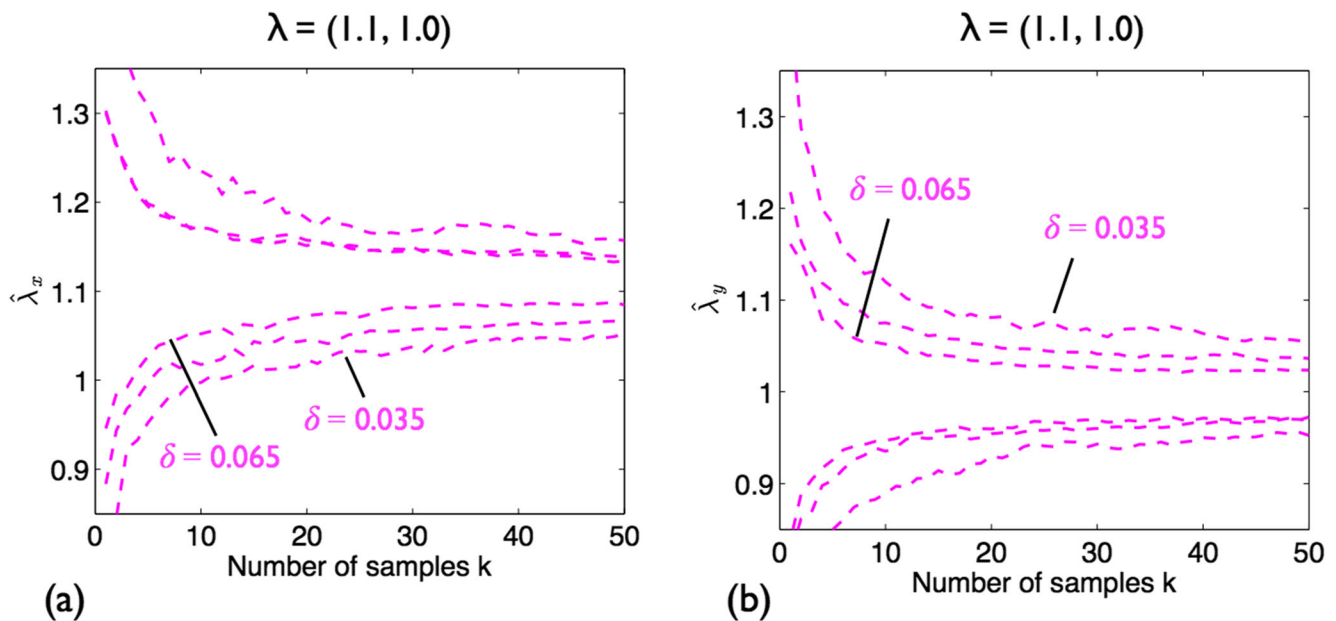 λ = (1.1, 1.0)
1.3
1.2
1.1
1
0.9
λ̂x
δ = 0.035
δ = 0.065
0 10 20 30 40 50
Number of samples k
(a)
λ = (1.1, 1.0)
1.3
1.2
1.1
1
0.9
λ̂y
δ = 0.065
δ = 0.035
0 10 20 30 40 50
Number of samples k
(b)